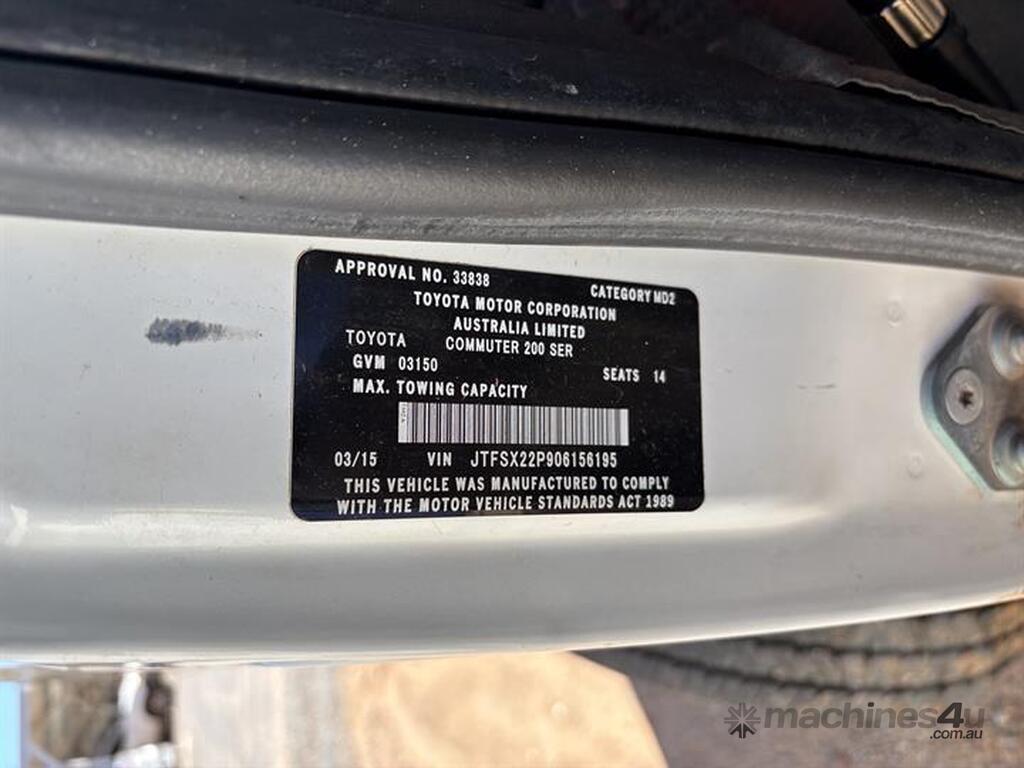 APPROVAL NO. 33838 CATEGORY MD2
TOYOTA MOTOR CORPORATION
AUSTRALIA LIMITED
TOYOTA COMMUTER 200 SER
GVM 03150 SEATS 14
MAX. TOWING CAPACITY
03/15 VIN JTFSX22P906156195
THIS VEHICLE WAS MANUFACTURED TO COMPLY
WITH THE MOTOR VEHICLE STANDARDS ACT 1989
machines4u
.com.au